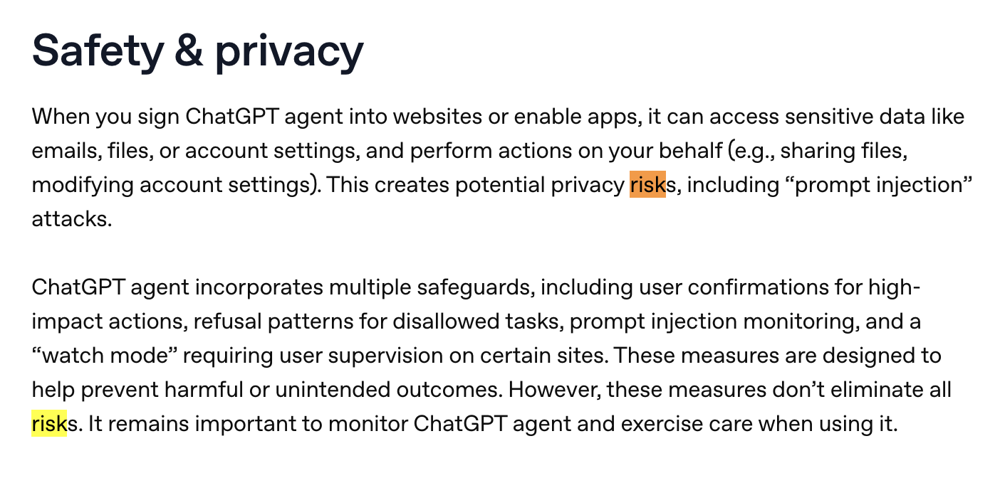 Safety & privacy
When you sign ChatGPT agent into websites or enable apps, it can access sensitive data like
emails, files, or account settings, and perform actions on your behalf (e.g., sharing files,
modifying account settings). This creates potential privacy risks, including “prompt injection”
attacks.
ChatGPT agent incorporates multiple safeguards, including user confirmations for high-
impact actions, refusal patterns for disallowed tasks, prompt injection monitoring, and a
“watch mode” requiring user supervision on certain sites. These measures are designed to
help prevent harmful or unintended outcomes. However, these measures don’t eliminate all
risks. It remains important to monitor ChatGPT agent and exercise care when using it.